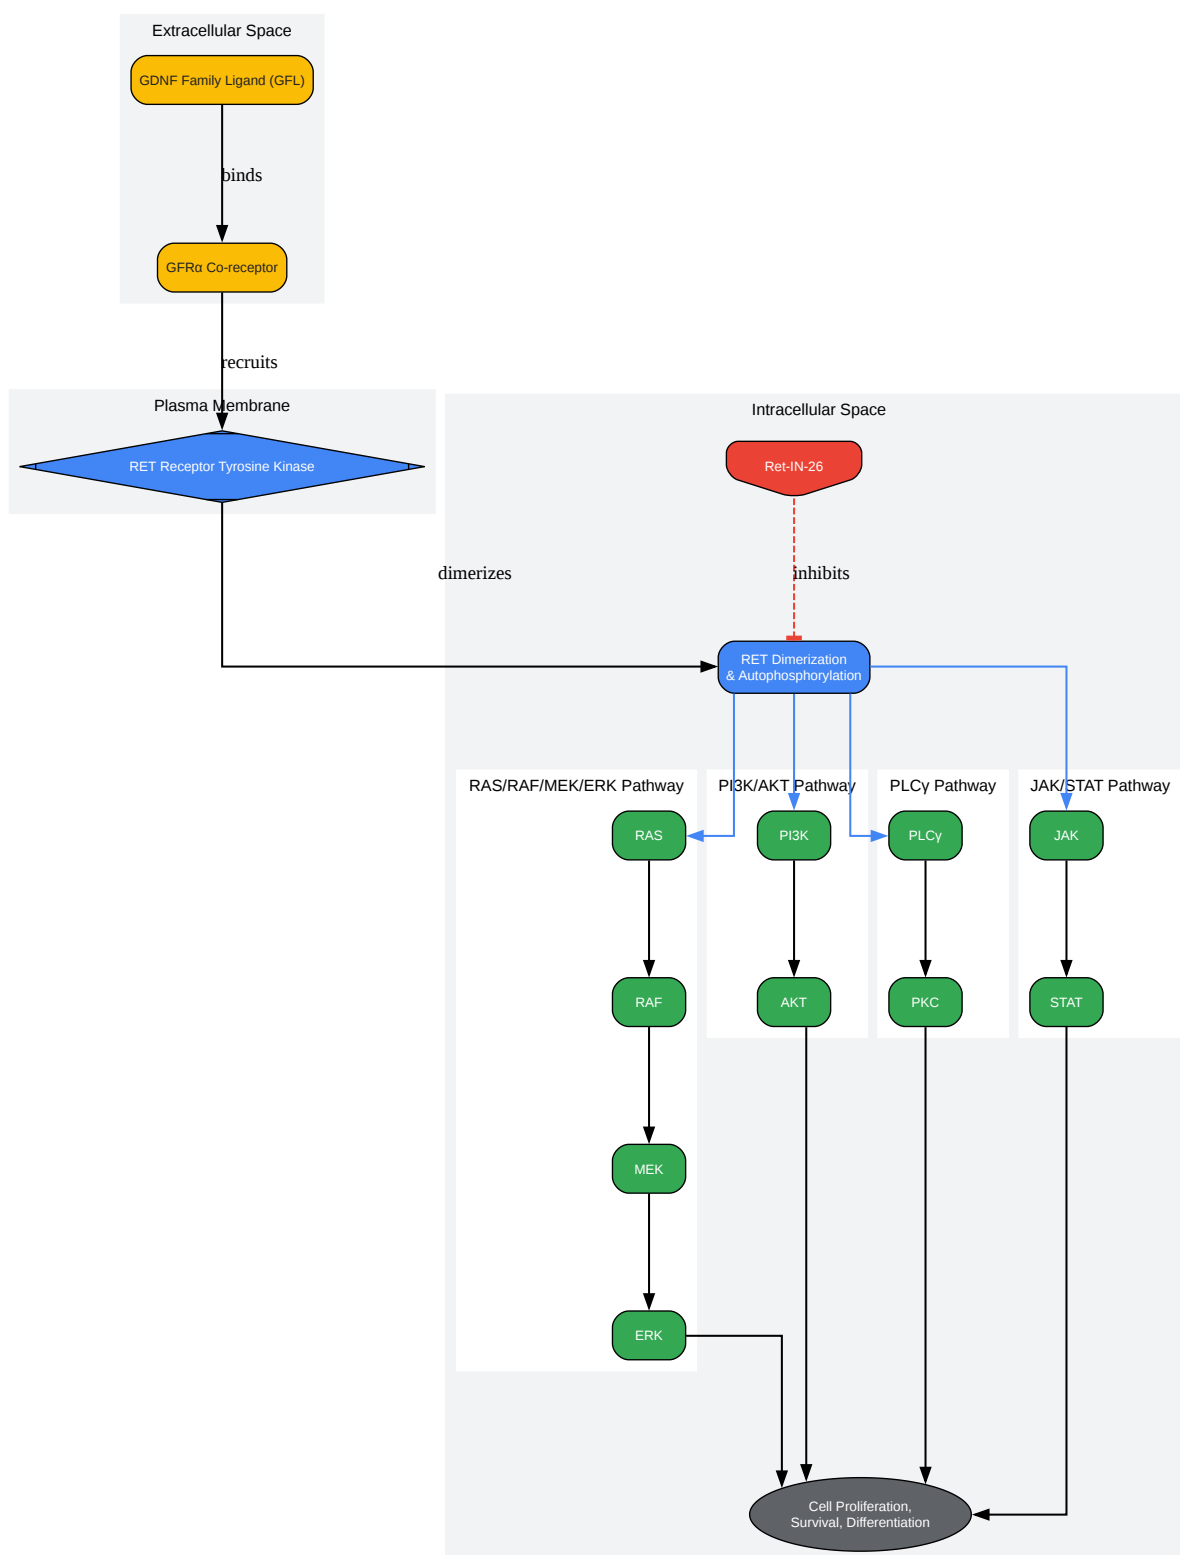 Extracellular Space
GDNF Family Ligand (GFL)
binds
GFRα Co-receptor
recruits
Plasma Membrane
RET Receptor Tyrosine Kinase
Intracellular Space
Ret-IN-26
dimerizes
inhibits
RET Dimerization
& Autophosphorylation
RAS/RAF/MEK/ERK Pathway
RAS
RAF
MEK
ERK
PI3K/AKT Pathway
PI3K
AKT
PLCγ Pathway
PLCγ
PKC
JAK/STAT Pathway
JAK
STAT
Cell Proliferation,
Survival, Differentiation